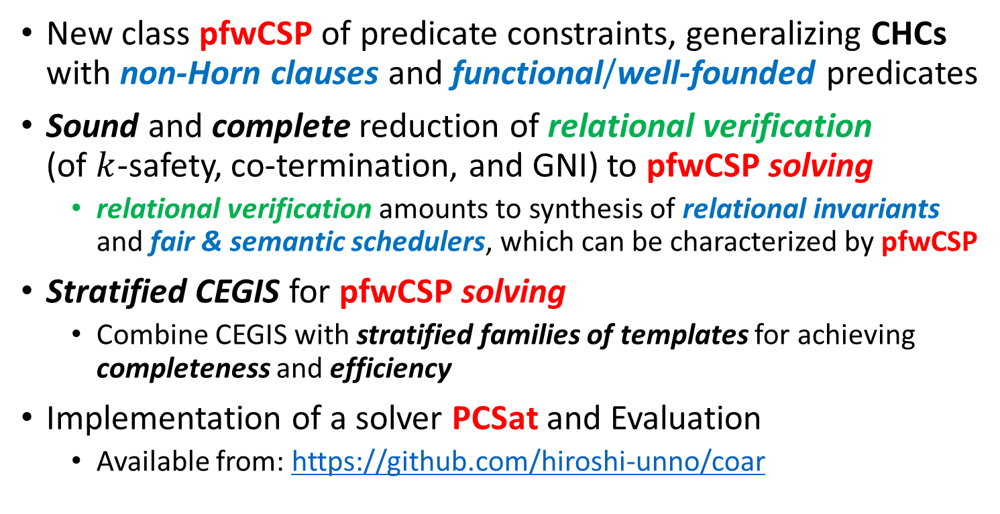 • New class pfwCSP of predicate constraints, generalizing CHCs
with non-Horn clauses and functional/well-founded predicates
• Sound and complete reduction of relational verification
(of k-safety, co-termination, and GNI) to pfwCSP solving
• relational verification amounts to synthesis of relational invariants
and fair & semantic schedulers, which can be characterized by pfwCSP
• Stratified CEGIS for pfwCSP solving
• Combine CEGIS with stratified families of templates for achieving
completeness and efficiency
• Implementation of a solver PCSat and Evaluation
• Available from: https://github.com/hiroshi-unno/coar